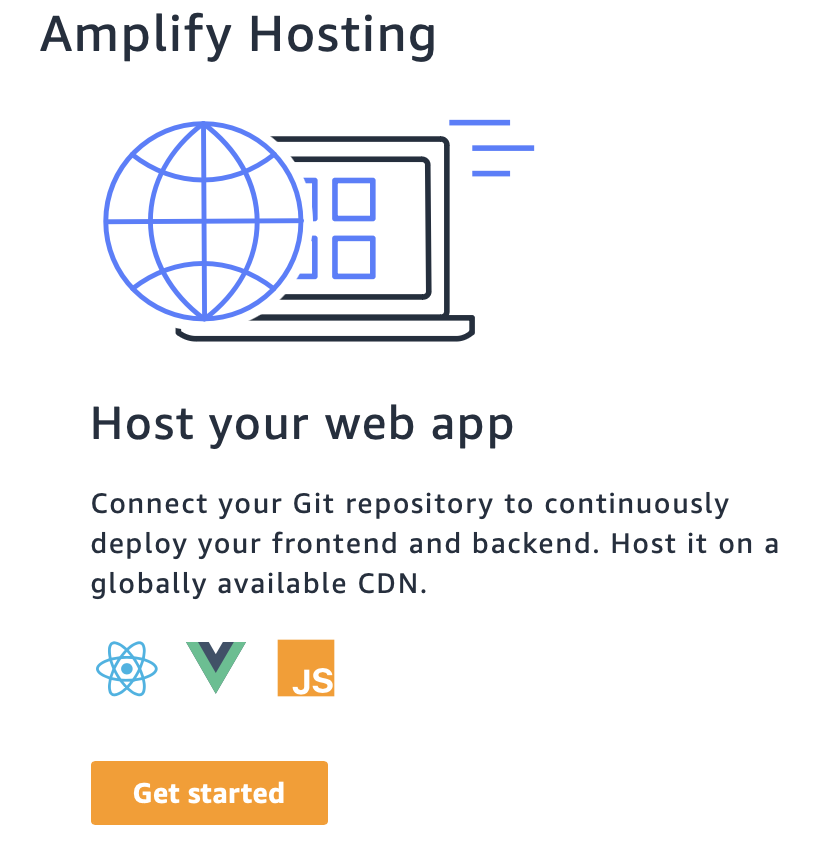 Amplify Hosting
Host your web app
Connect your Git repository to continuously
deploy your frontend and backend. Host it on a
globally available CDN.
JS
Get started